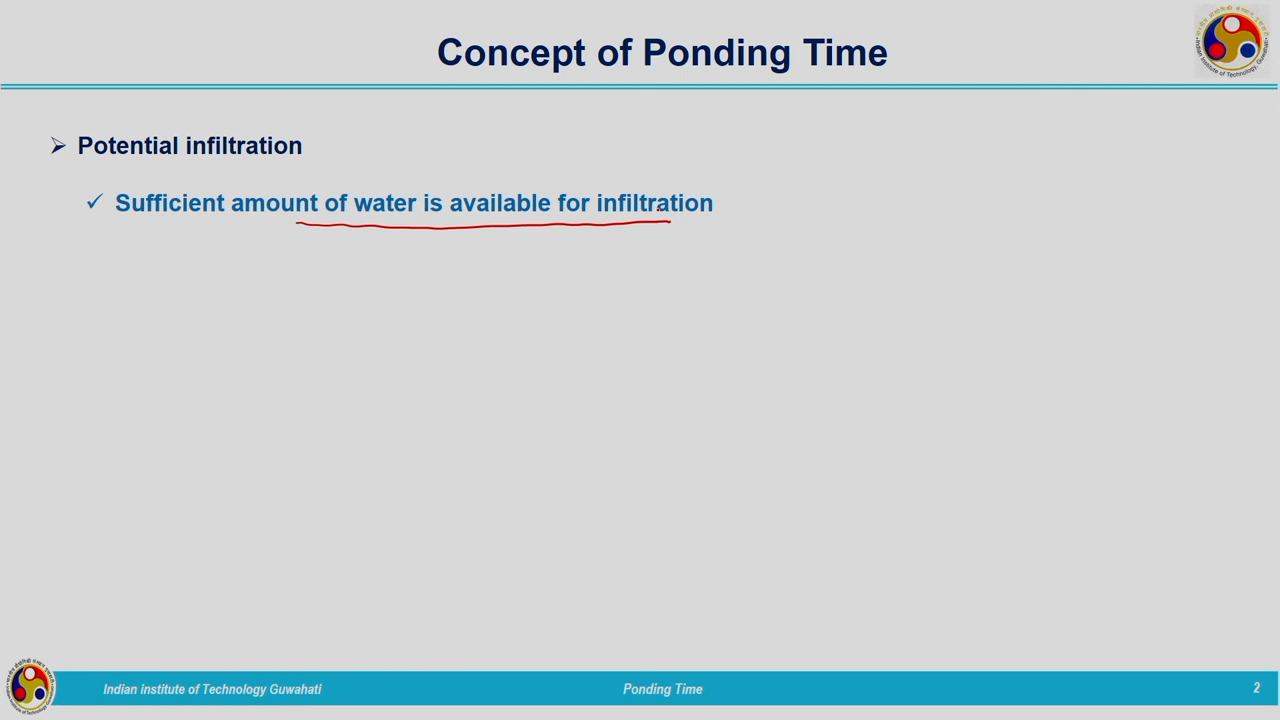 Concept of Ponding Time
Potential infiltration
Sufficient amount of water is available for infiltration
Indian institute of Technology Guwahati
Ponding Time
2